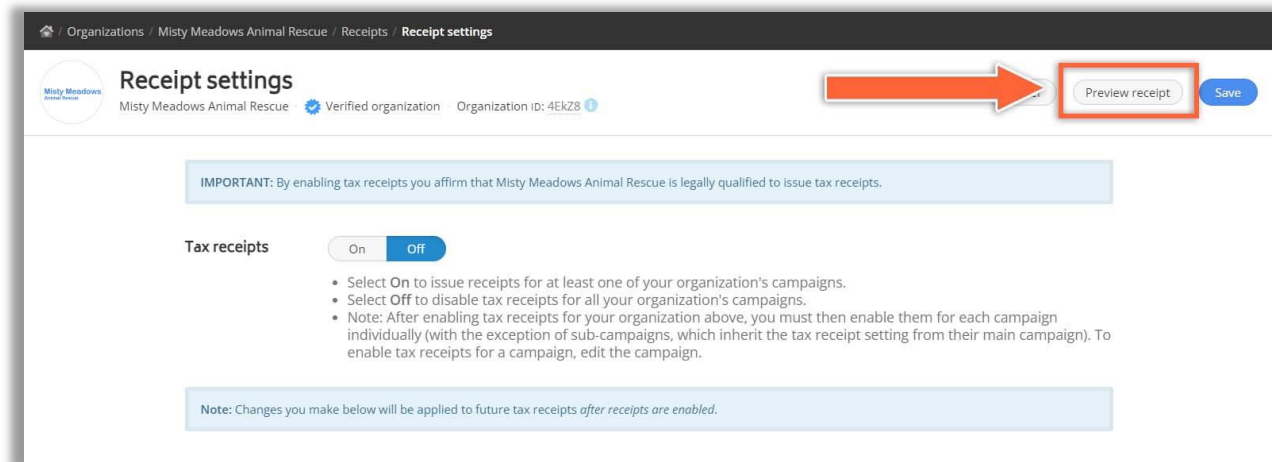 / Organizations / Misty Meadows Animal Rescue / Receipts / Receipt settings
Misty Meadows
Animal Rescue
Receipt settings
Misty Meadows Animal Rescue · Verified organization · Organization ID: 4EkZ8
Preview receipt
Save
IMPORTANT: By enabling tax receipts you affirm that Misty Meadows Animal Rescue is legally qualified to issue tax receipts.
Tax receipts
On
Off
• Select On to issue receipts for at least one of your organization's campaigns.
• Select Off to disable tax receipts for all your organization's campaigns.
• Note: After enabling tax receipts for your organization above, you must then enable them for each campaign
individually (with the exception of sub-campaigns, which inherit the tax receipt setting from their main campaign). To
enable tax receipts for a campaign, edit the campaign.
Note: Changes you make below will be applied to future tax receipts after receipts are enabled.